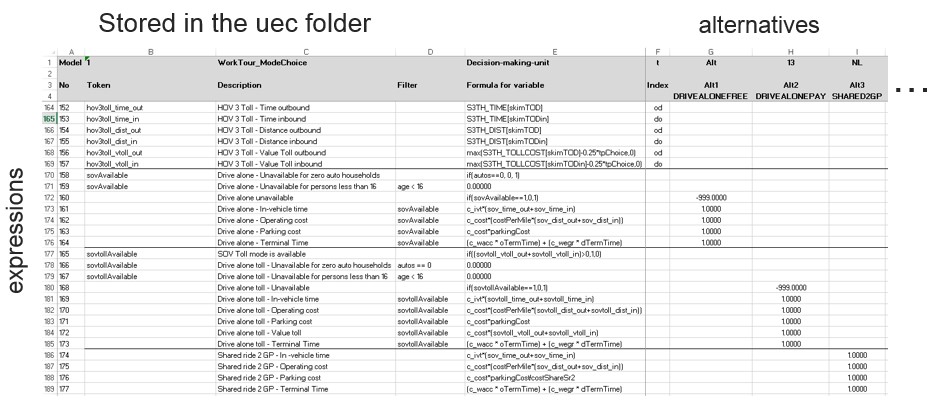 Stored in the uec folder
alternatives
expressions
A B C D E F G H I
1 Model 1 WorkTour_ModeChoice Decision-making-unit t Alt 13 NL
2
3 No Token Description Filter Formula for variable Index Alt1 Alt2 Alt3
4 DRIVEALONEFREE DRIVEALONEPAY SHARED2GP
...
164 152 hov3toll_time_out HOV 3 Toll - Time outbound S3TH_TIME[skimTOD] od
165 153 hov3toll_time_in HOV 3 Toll - Time inbound S3TH_TIME[skimTODin] do
166 154 hov3toll_dist_out HOV 3 Toll - Distance outbound S3TH_DIST[skimTOD] od
167 155 hov3toll_dist_in HOV 3 Toll - Distance inbound S3TH_DIST[skimTODin] do
168 156 hov3toll_vtoll_out HOV 3 Toll - Value Toll outbound max(S3TH_TOLLCOST[skimTOD]-0.25*tpChoice,0) od
169 157 hov3toll_vtoll_in HOV 3 Toll - Value Toll inbound max(S3TH_TOLLCOST[skimTODin]-0.25*tpChoice,0) do
170 158 sovAvailable Drive alone - Unavailable for zero auto households if(autos==0, 0, 1)
171 159 sovAvailable Drive alone - Unavailable for persons less than 16 age < 16 0.00000
172 160 Drive alone unavailable if(sovAvailable==1,0,1) -999.0000
173 161 Drive alone - In-vehicle time sovAvailable c_ivt*(sov_time_out+sov_time_in) 1.0000
174 162 Drive alone - Operating cost sovAvailable c_cost*(costPerMile*(sov_dist_out+sov_dist_in)) 1.0000
175 163 Drive alone - Parking cost sovAvailable c_cost*parkingCost 1.0000
176 164 Drive alone - Terminal Time sovAvailable (c_wacc * oTermTime) + (c_wegr * dTermTime) 1.0000
177 165 sovtollAvailable SOV Toll mode is available if((sovtoll_vtoll_out+sovtoll_vtoll_in)>0,1,0)
178 166 sovtollAvailable Drive alone toll - Unavailable for zero auto households autos == 0 0.00000
179 167 sovtollAvailable Drive alone toll - Unavailable for persons less than 16 age < 16 0.00000
180 168 Drive alone toll - Unavailable if(sovtollAvailable==1,0,1) -999.0000
181 169 Drive alone toll - In-vehicle time sovtollAvailable c_ivt*(sovtoll_time_out+sovtoll_time_in) 1.0000
182 170 Drive alone toll - Operating cost sovtollAvailable c_cost*(costPerMile*(sovtoll_dist_out+sovtoll_dist_in)) 1.0000
183 171 Drive alone toll - Parking cost sovtollAvailable c_cost*parkingCost 1.0000
184 172 Drive alone toll - Value toll sovtollAvailable c_cost*(sovtoll_vtoll_out+sovtoll_vtoll_in) 1.0000
185 173 Drive alone toll - Terminal Time sovtollAvailable (c_wacc * oTermTime) + (c_wegr * dTermTime) 1.0000
186 174 Shared ride 2 GP - In -vehicle time c_ivt*(sov_time_out+sov_time_in) 1.0000
187 175 Shared ride 2 GP - Operating cost c_cost*(costPerMile*(sov_dist_out+sov_dist_in)) 1.0000
188 176 Shared ride 2 GP - Parking cost c_cost*parkingCost*costShareSr2 1.0000
189 177 Shared ride 2 GP - Terminal Time (c_wacc * oTermTime) + (c_wegr * dTermTime) 1.0000